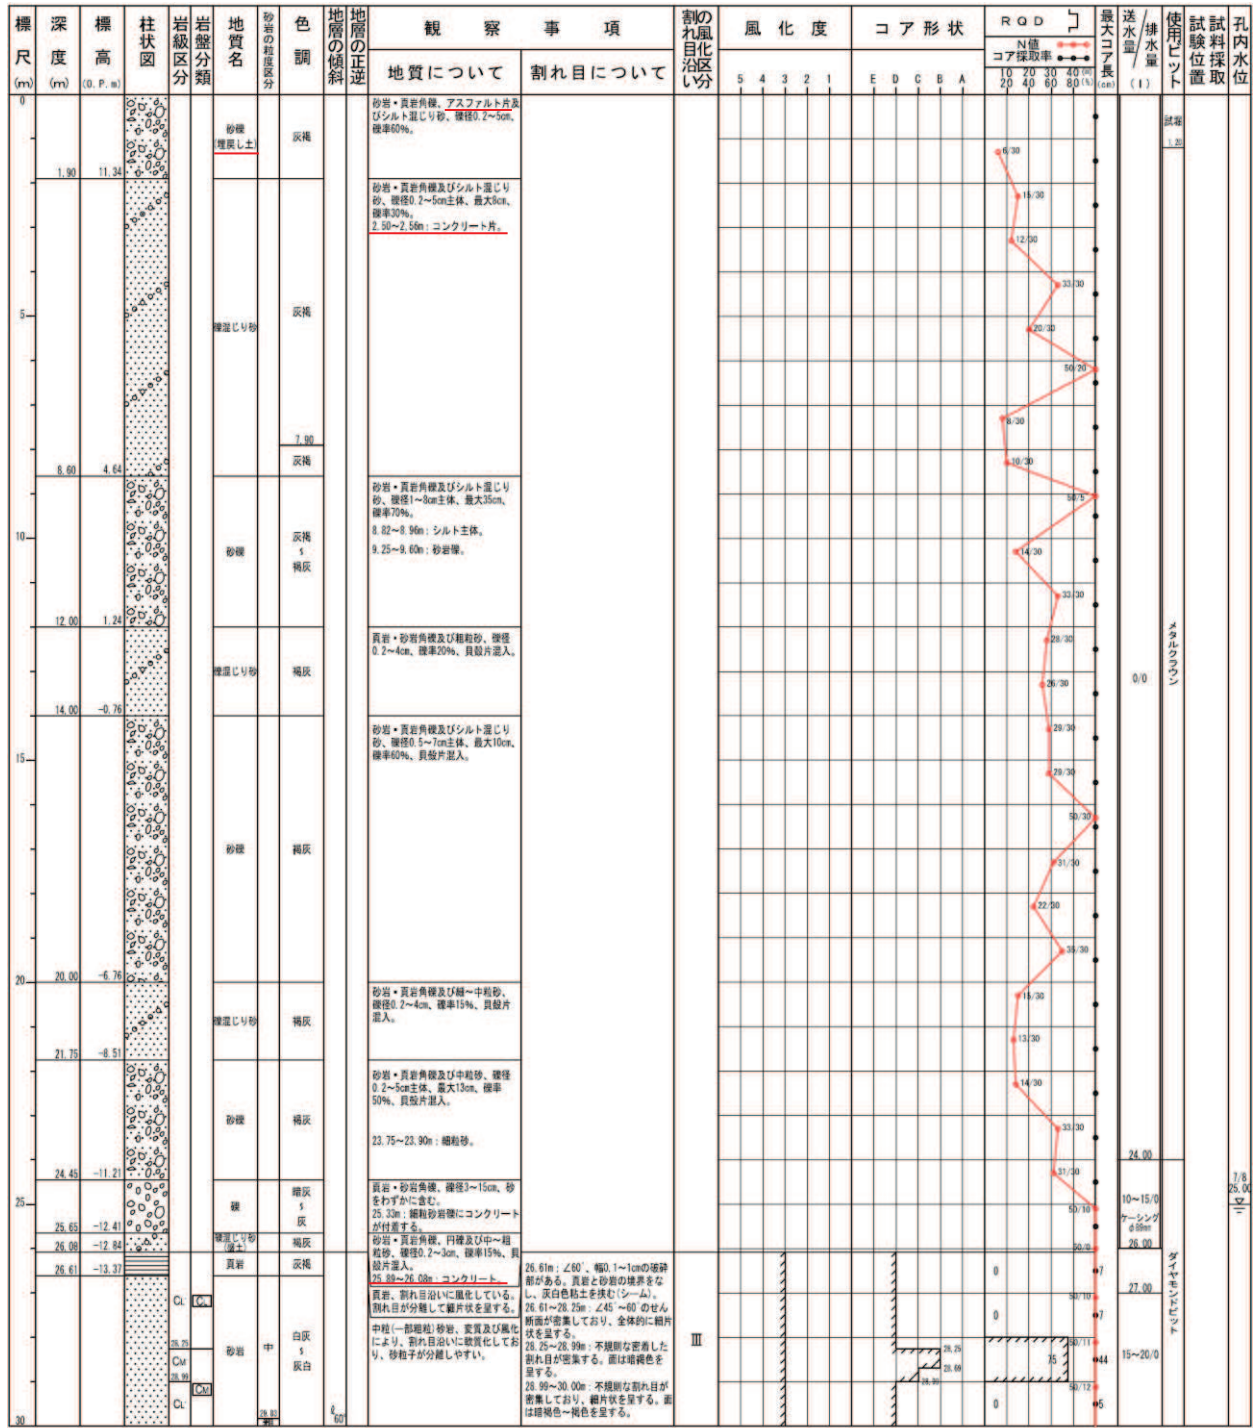 標尺(m)
深度(m)
標高(O.P.m)
柱状図
岩級区分
岩盤分類
地質名
砂岩の粒度区分
色調
地層の傾斜
地層の正逆
観察事項
地質について
割れ目について
割れ目沿いの風化区分
風化度
5 4 3 2 1
コア形状
E D C B A
RQD
N値
コア採取率
10 20 30 40 (回)
20 40 60 80 (%)
最大コア長(cm)
送水量/排水量(l)
使用ビット
試験位置
試料採取
孔内水位
0
5
10
15
20
25
30
1.90 11.34
8.60 4.64
12.00 1.24
14.00 -0.76
20.00 -6.76
21.75 -8.51
24.45 -11.21
25.65 -12.41
26.08 -12.84
26.61 -13.37
砂礫
(埋戻し土)
灰褐
砂岩・頁岩角礫、アスファルト片及
びシルト混じり砂、礫径0.2~5cm、
礫率60%。
礫混じり砂
灰褐
7.90
灰褐
砂岩・頁岩角礫及びシルト混じり
砂、礫径0.2~5cm主体、最大8cm、
礫率30%。
2.50~2.56m:コンクリート片。
砂礫
灰褐
~
褐灰
砂岩・頁岩角礫及びシルト混じり
砂、礫径1~8cm主体、最大35cm、
礫率70%。
8.82~8.96m:シルト主体。
9.25~9.60m:砂岩礫。
礫混じり砂
褐灰
頁岩・砂岩角礫及び粗粒砂、礫径
0.2~4cm、礫率20%、貝殻片混入。
砂礫
褐灰
砂岩・頁岩角礫及びシルト混じり
砂、礫径0.5~7cm主体、最大10cm、
礫率60%、貝殻片混入。
礫混じり砂
褐灰
砂岩・頁岩角礫及び細~中粒砂、
礫径0.2~4cm、礫率15%、貝殻片
混入。
砂礫
褐灰
砂岩・頁岩角礫及び中粒砂、礫径
0.2~5cm主体、最大13cm、礫率
50%、貝殻片混入。
23.75~23.90m:細粒砂。
礫
暗灰
~
灰
頁岩・砂岩角礫、礫径3~15cm、砂
をわずかに含む。
25.33m:細粒砂岩礫にコンクリート
が付着する。
礫混じり砂
(盛土)
褐灰
砂岩・頁岩角礫、円礫及び中~粗
粒砂、礫径0.2~3cm、礫率15%、貝
殻片混入。
25.89~26.08m:コンクリート。
頁岩
灰褐
頁岩、割れ目沿いに風化している。
割れ目が分離して細片状を呈する。
CL
CL
28.25
CM
28.99
CM
CL
砂岩
中
白灰
~
灰白
60°
中粒(一部粗粒)砂岩、変質及び風化
により、割れ目沿いに軟質化してお
り、砂粒子が分離しやすい。
26.61m:∠60°、幅0.1~1cmの破砕
部がある。頁岩と砂岩の境界をな
し、灰白色粘土を挟む(シーム)。
26.61~28.25m:∠45°~60°のせん
断面が密集しており、全体的に細片
状を呈する。
28.25~28.99m:不規則な密着した
割れ目が密集する。面は暗褐色を
呈する。
28.99~30.00m:不規則な割れ目が
密集しており、細片状を呈する。面
は暗褐色~褐色を呈する。
Ⅲ
28.25
28.69
6/30
15/30
12/30
33/30
20/30
50/20
8/30
10/30
50/5
14/30
33/30
28/30
26/30
29/30
29/30
50/30
31/30
22/30
35/30
15/30
13/30
14/30
33/30
31/30
50/10
50/0
0 7
50/10
0 7
50/11
75 44
50/12
0 5
0/0
24.00
10~15/0
ケーシング
26.00
27.00
15~20/0
試堀
1.20
メタルクラウン
ダイヤモンドビット
7/8
25.00